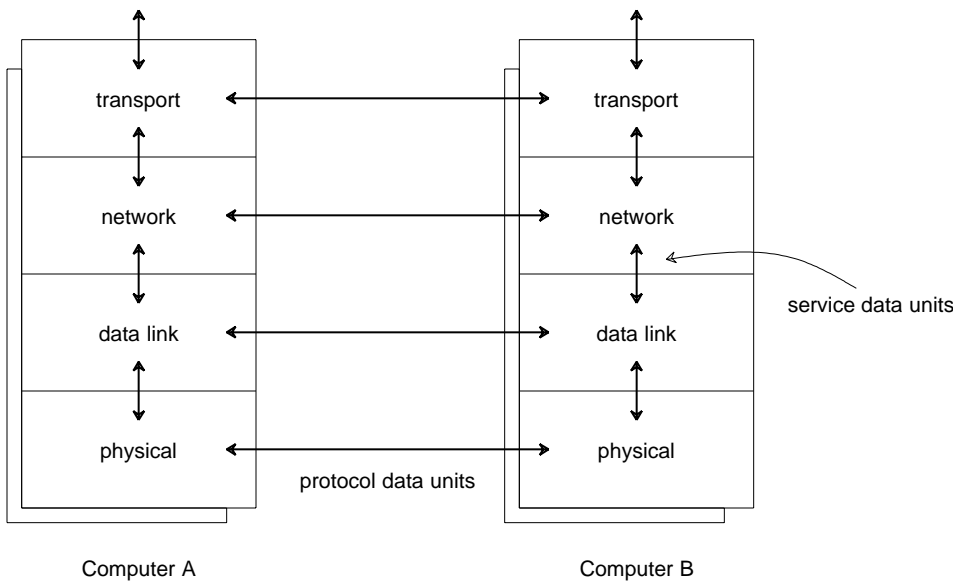 transport
transport
network
network
service data units
data link
data link
physical
physical
protocol data units
Computer A
Computer B